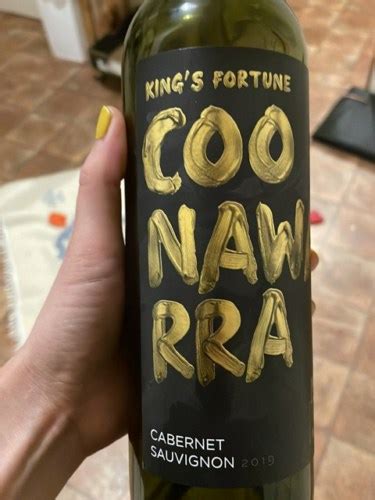 KING'S FORTUNE
COO
NAW
RRA
CABERNET
SAUVIGNON 2019